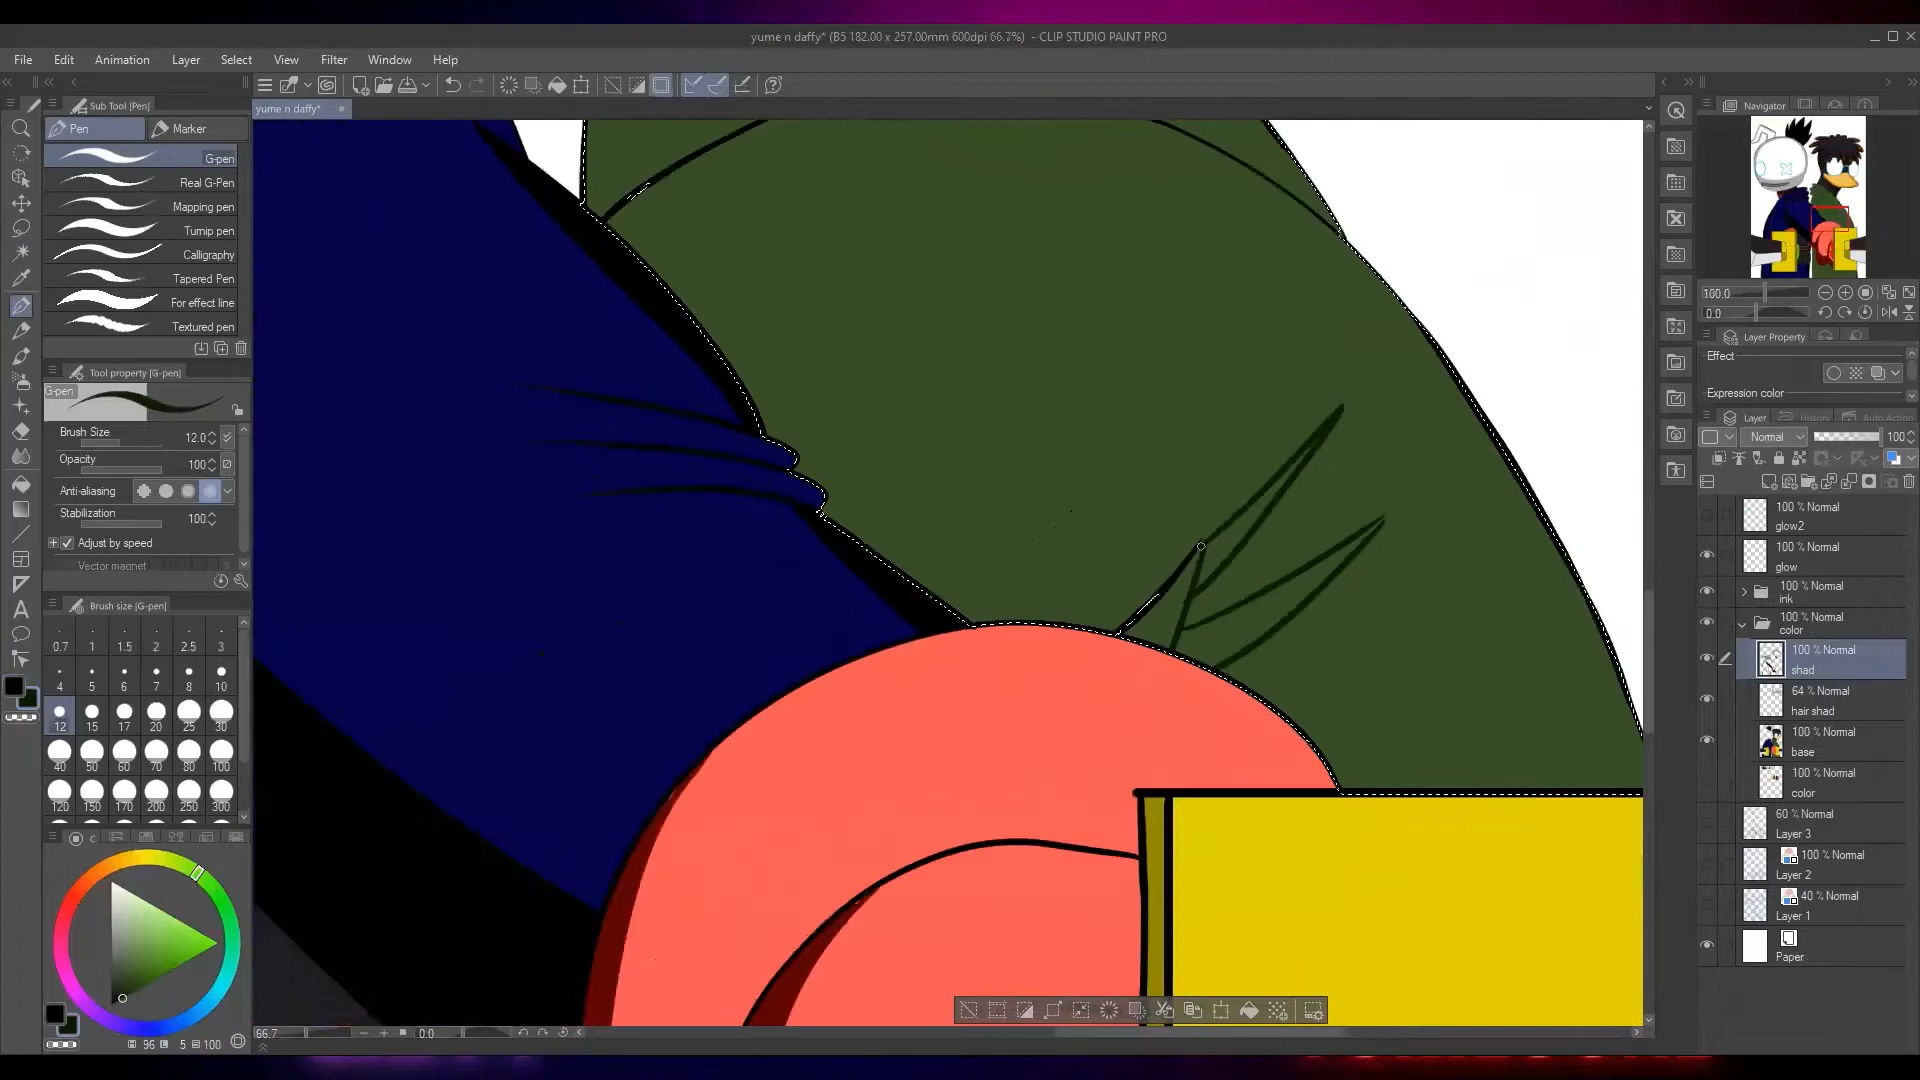 yume n daffy* (B5 182.00 x 257.00mm 600dpi 66.7%)  - CLIP STUDIO PAINT PRO
File Edit Animation Layer Select View Filter Window Help
Sub Tool [Pen]
yume n daffy*
Navigator
Pen Marker
G-pen
Real G-Pen
Mapping pen
Turnip pen
Calligraphy
Tapered Pen
For effect line
Textured pen
100.0
0.0
Layer Property
Effect
Expression color
Tool property [G-pen]
G-pen
Brush Size 12.0
Opacity 100
Anti-aliasing
Stabilization 100
Adjust by speed
Vector magnet
Layer History Auto Action
Normal 100
Brush size [G-pen]
0.7 1 1.5 2 2.5 3
4 5 6 7 8 10
12 15 17 20 25 30
40 50 60 70 80 100
120 150 170 200 250 300
100 % Normal
glow2
100 % Normal
glow
100 % Normal
ink
100 % Normal
color
100 % Normal
shad
64 % Normal
hair shad
100 % Normal
base
100 % Normal
color
60 % Normal
Layer 3
100 % Normal
Layer 2
40 % Normal
Layer 1
Paper
66.7 0.0
96 5 100